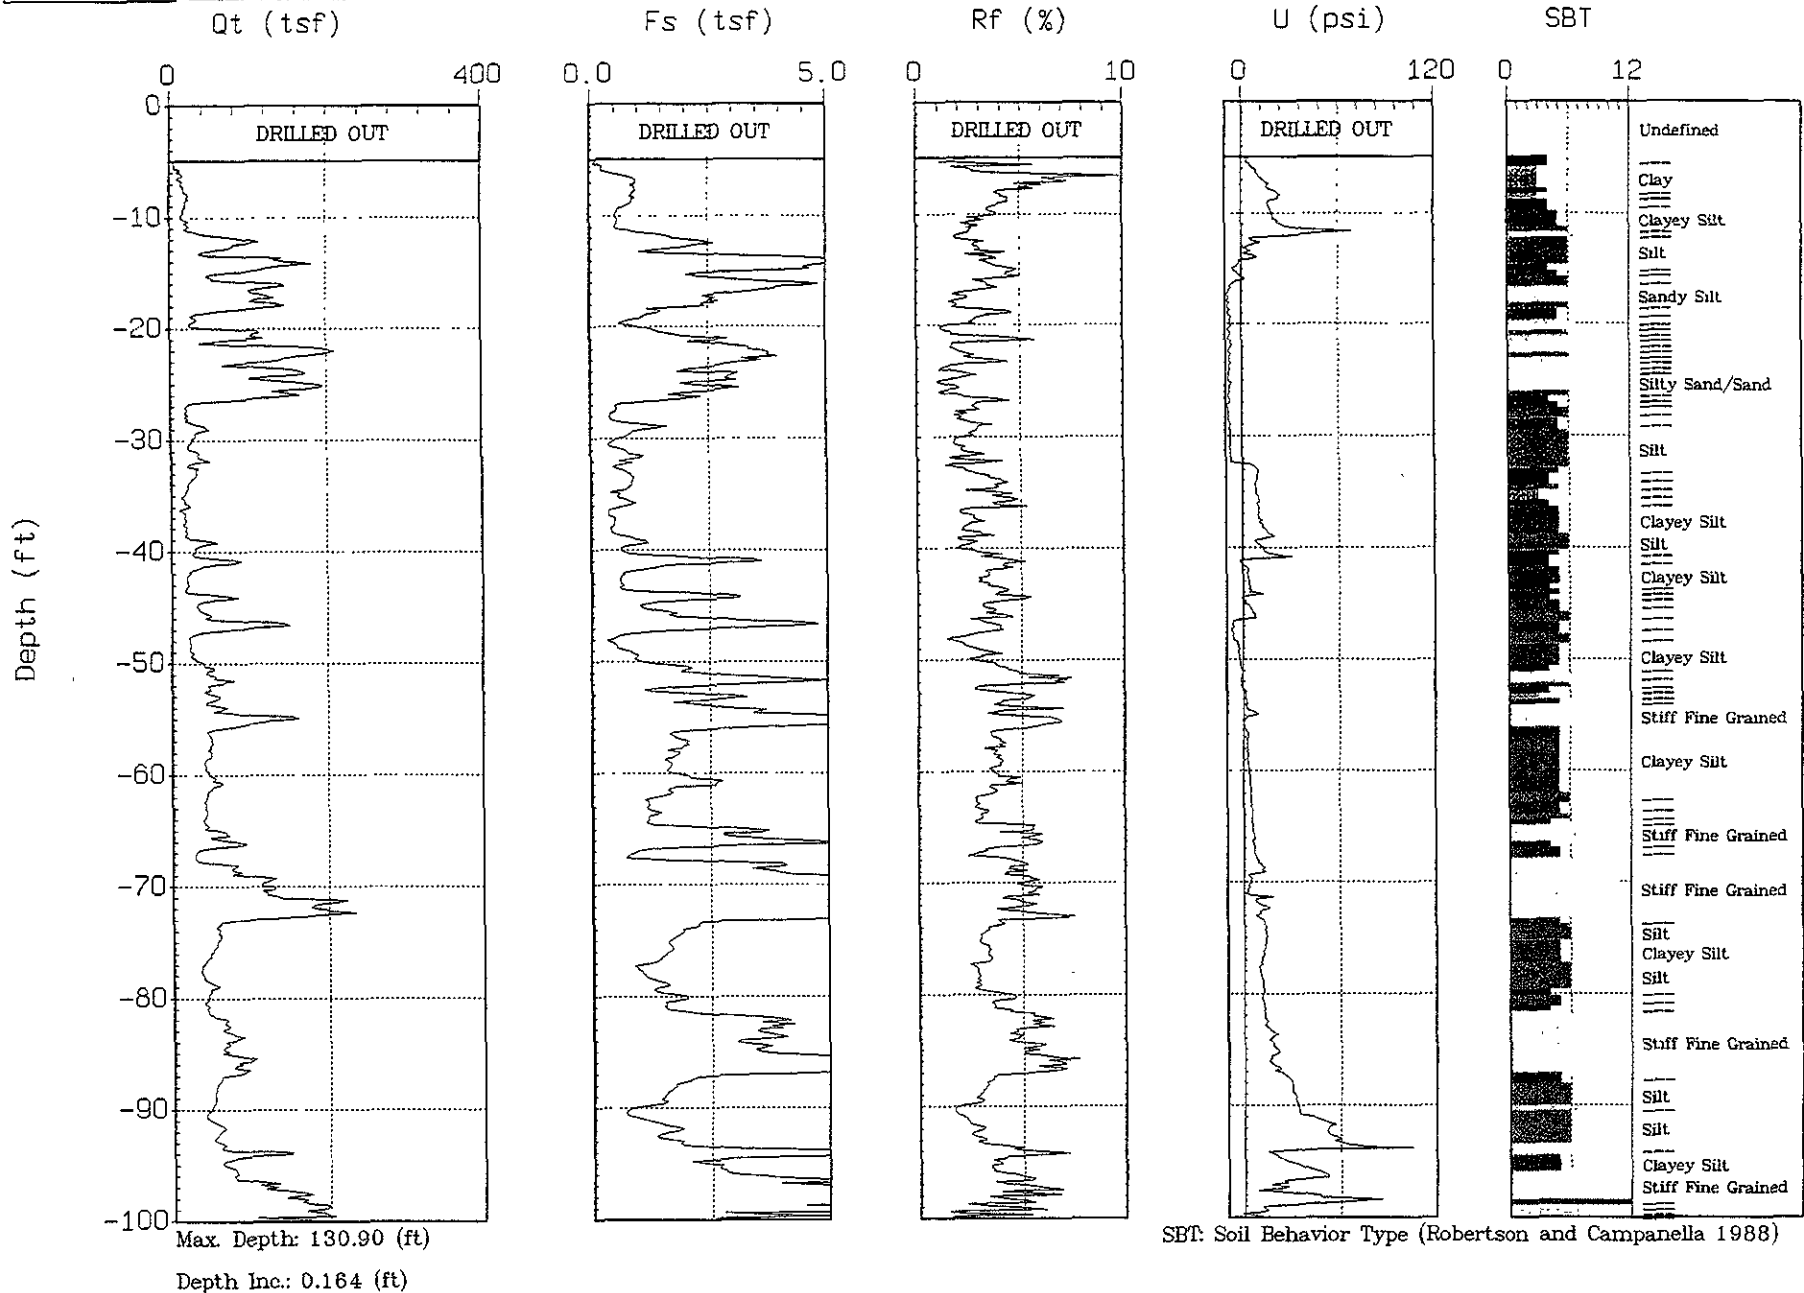 Qt (tsf) Fs (tsf) Rf (%) U (psi) SBT
0 400 0.0 5.0 0 10 0 120 0 12
0
DRILLED OUT DRILLED OUT DRILLED OUT DRILLED OUT Undefined
Clay
-10 Clayey Silt
Silt
Sandy Silt
-20
Silty Sand/Sand
-30
Silt
Depth (ft)
Clayey Silt
-40 Silt
Clayey Silt
-50 Clayey Silt
Stiff Fine Grained
-60 Clayey Silt
Stiff Fine Grained
-70 Stiff Fine Grained
Silt
Clayey Silt
-80 Silt
Stiff Fine Grained
-90 Silt
Silt
Clayey Silt
Stiff Fine Grained
-100
Max. Depth: 130.90 (ft) SBT: Soil Behavior Type (Robertson and Campanella 1988)
Depth Inc.: 0.164 (ft)